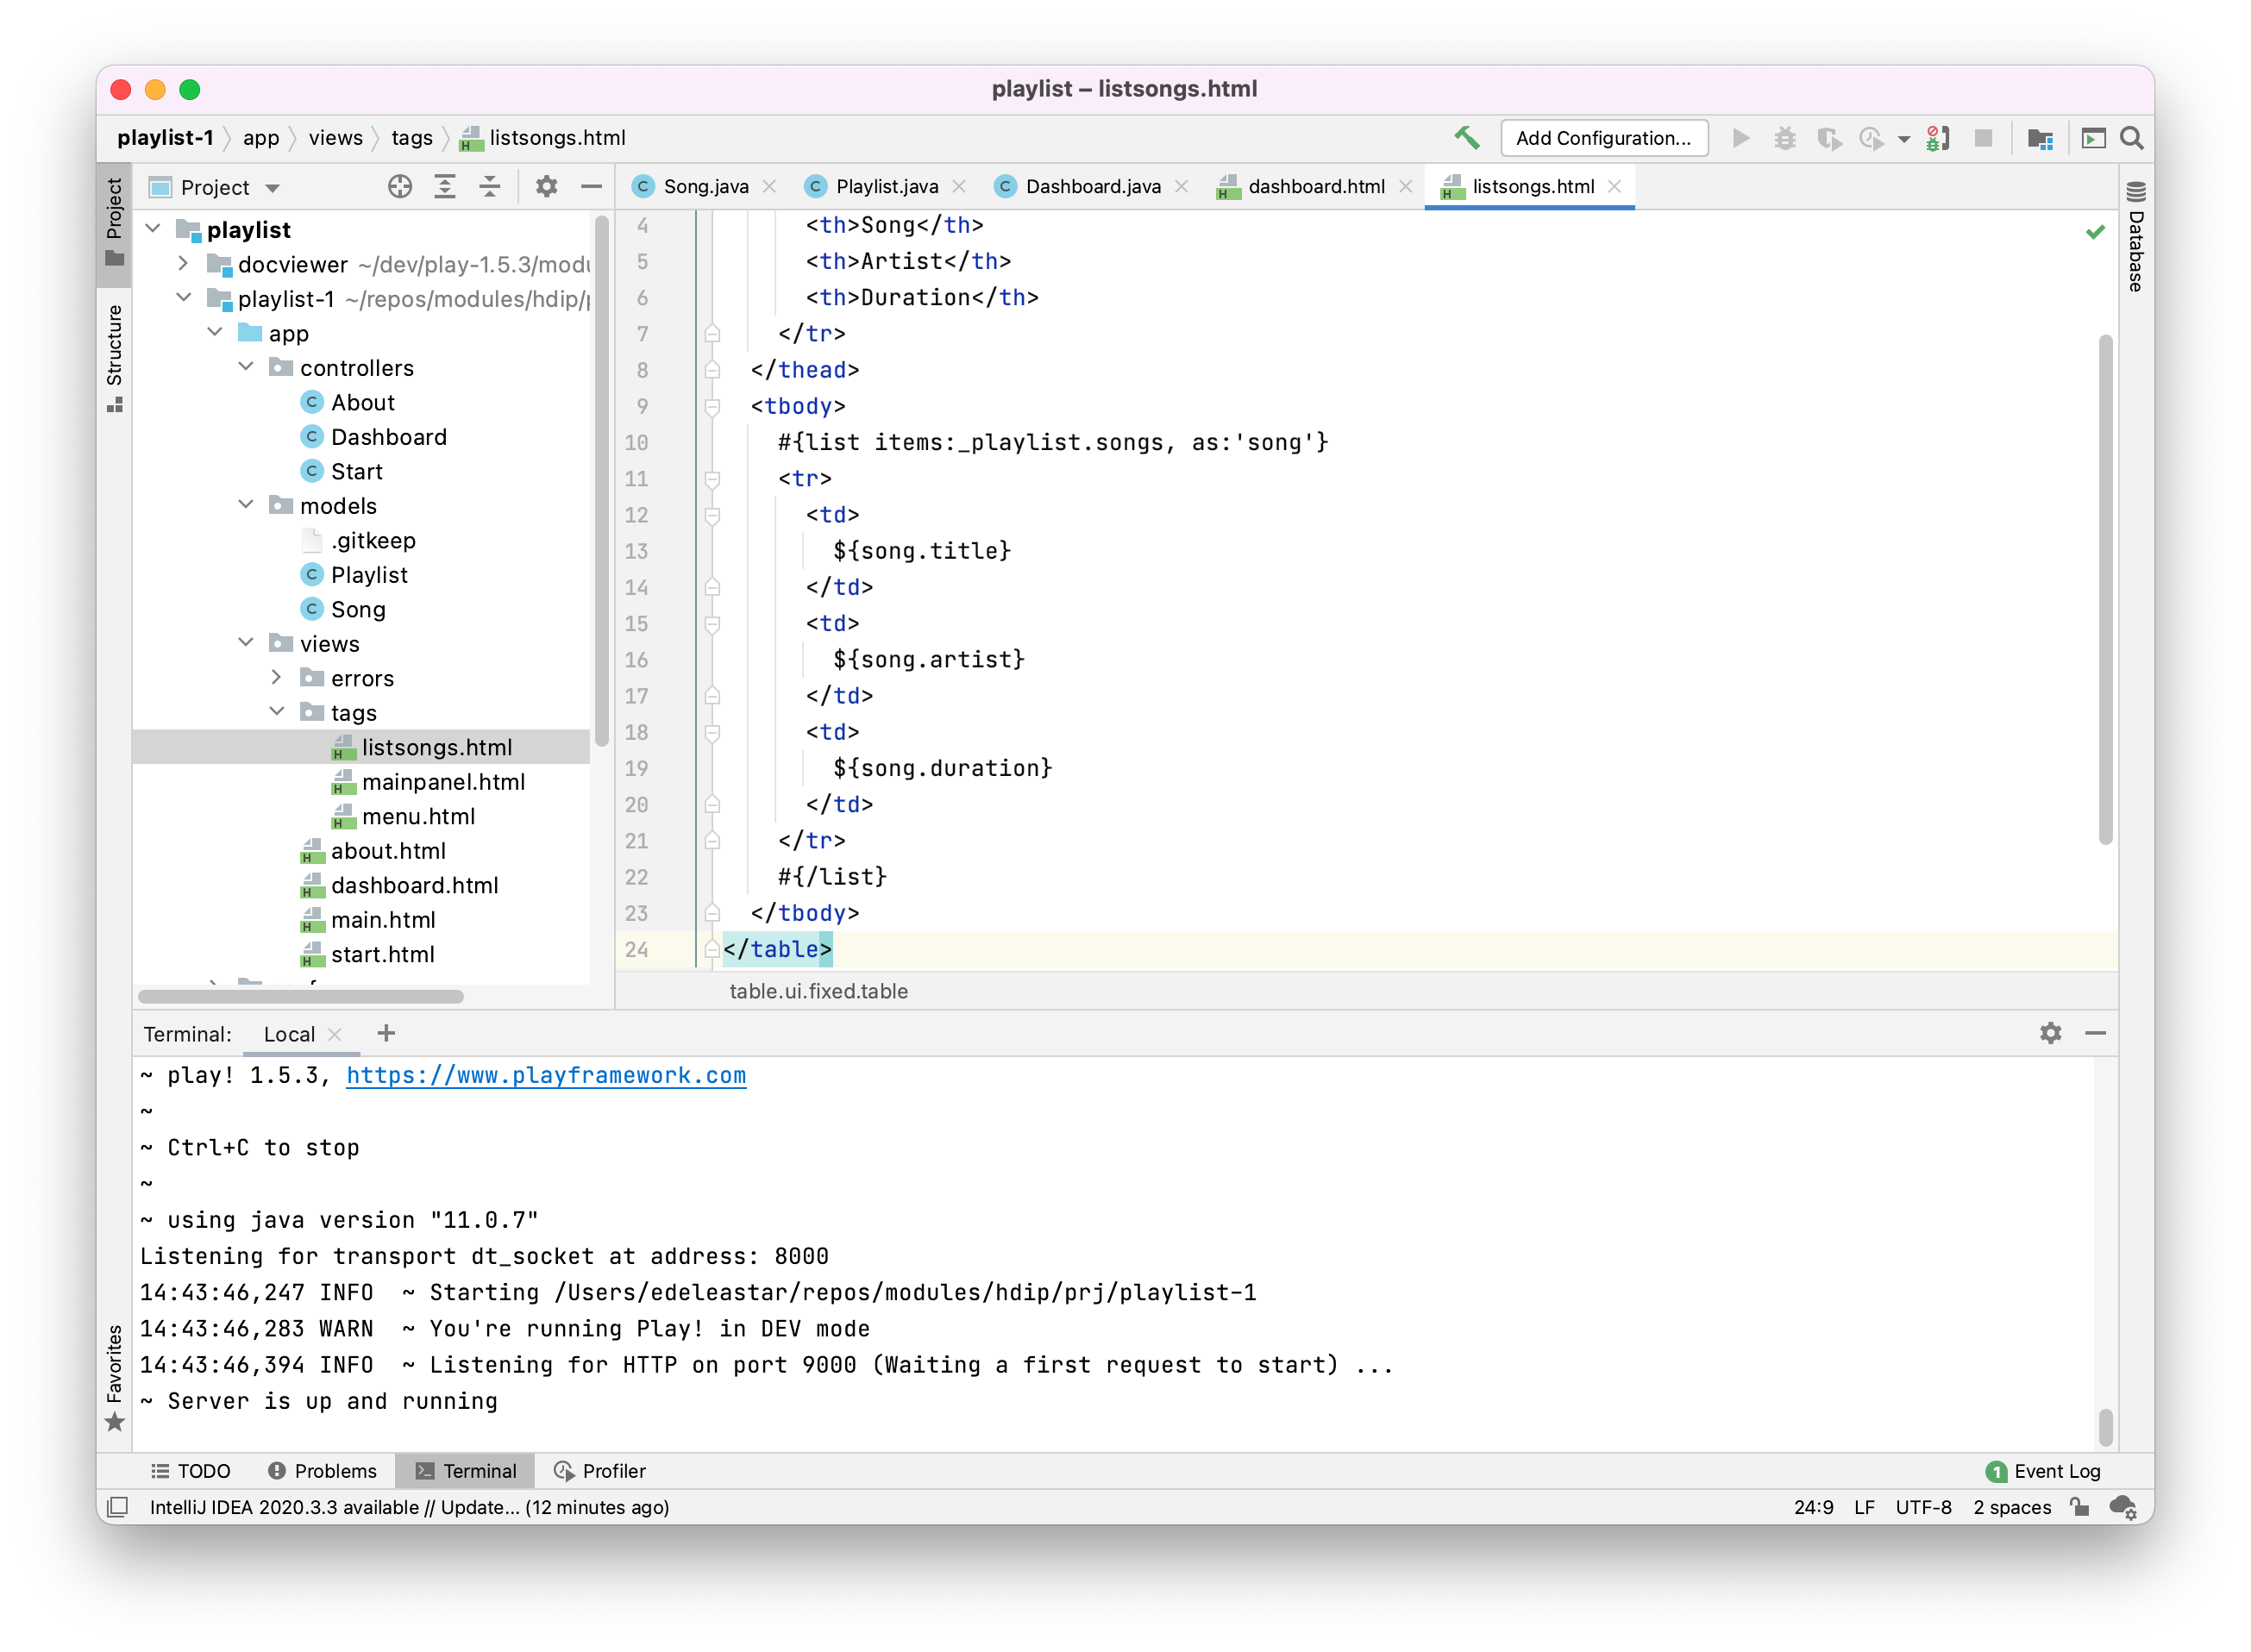 playlist – listsongs.html
playlist-1 app views tags listsongs.html Add Configuration...
Project
Structure
Favorites
Database
Project
playlist
docviewer ~/dev/play-1.5.3/modu
playlist-1 ~/repos/modules/hdip/p
app
controllers
About
Dashboard
Start
models
.gitkeep
Playlist
Song
views
errors
tags
listsongs.html
mainpanel.html
menu.html
about.html
dashboard.html
main.html
start.html
Song.java Playlist.java Dashboard.java dashboard.html listsongs.html
4 <th>Song</th>
5 <th>Artist</th>
6 <th>Duration</th>
7 </tr>
8 </thead>
9 <tbody>
10 #{list items:_playlist.songs, as:'song'}
11 <tr>
12 <td>
13 ${song.title}
14 </td>
15 <td>
16 ${song.artist}
17 </td>
18 <td>
19 ${song.duration}
20 </td>
21 </tr>
22 #{/list}
23 </tbody>
24 </table>
table.ui.fixed.table
Terminal: Local +
~ play! 1.5.3, https://www.playframework.com
~
~ Ctrl+C to stop
~
~ using java version "11.0.7"
Listening for transport dt_socket at address: 8000
14:43:46,247 INFO ~ Starting /Users/edeleastar/repos/modules/hdip/prj/playlist-1
14:43:46,283 WARN ~ You're running Play! in DEV mode
14:43:46,394 INFO ~ Listening for HTTP on port 9000 (Waiting a first request to start) ...
~ Server is up and running
TODO Problems Terminal Profiler 1 Event Log
IntelliJ IDEA 2020.3.3 available // Update... (12 minutes ago) 24:9 LF UTF-8 2 spaces